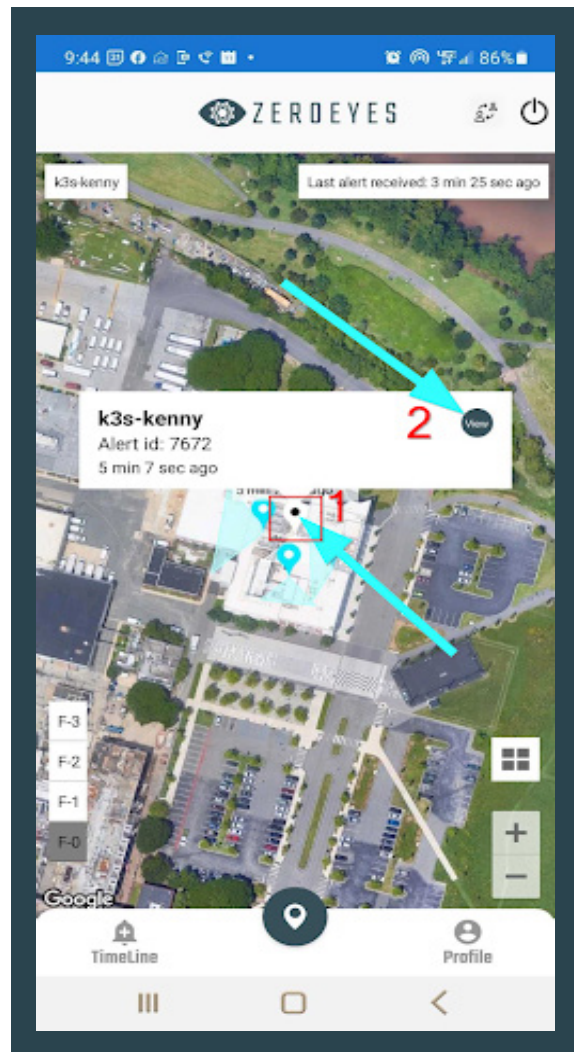 9:44
86%
ZEROEYES
k3s-kenny
Last alert received: 3 min 25 sec ago
k3s-kenny
2
View
Alert id: 7672
5 min 7 sec ago
1
F-3
F-2
F-1
F-0
+
−
Google
TimeLine
Profile